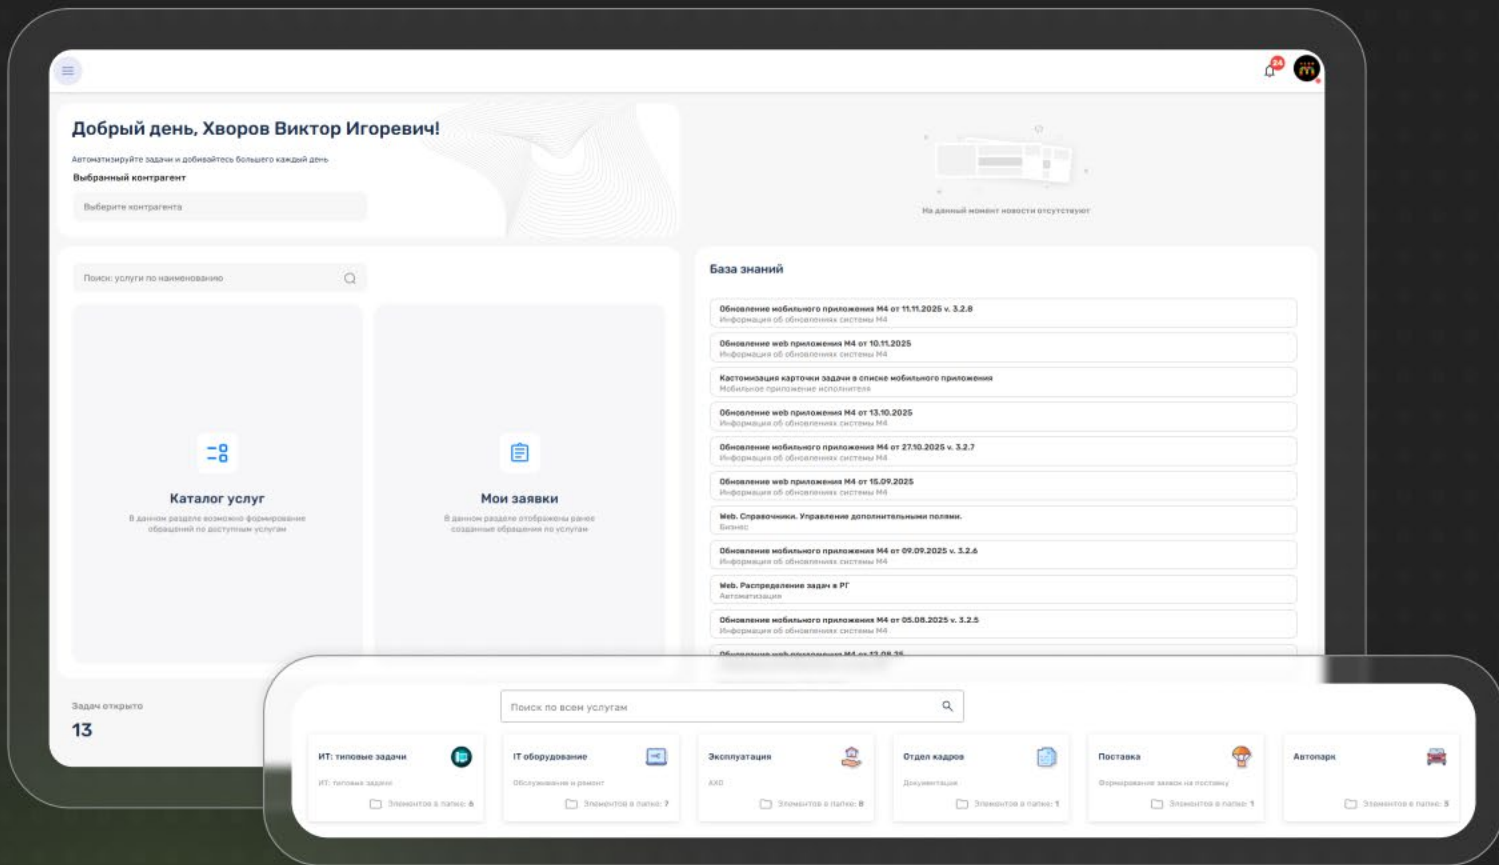 24
Добрый день, Хворов Виктор Игоревич!
Автоматизируйте задачи и добивайтесь большего каждый день
Выбранный контрагент
Выберите контрагента
На данный момент новости отсутствуют
Поиск: услуги по наименованию
Каталог услуг
В данном разделе возможно формирование
обращений по доступным услугам
Мои заявки
В данном разделе отображены ранее
созданные обращения по услугам
База знаний
Обновление мобильного приложения М4 от 11.11.2025 v. 3.2.8
Информация об обновлениях системы М4
Обновление web приложения М4 от 10.11.2025
Информация об обновлениях системы М4
Кастомизация карточки задачи в списке мобильного приложения
Мобильное приложение исполнителя
Обновление web приложения М4 от 13.10.2025
Информация об обновлениях системы М4
Обновление мобильного приложения М4 от 27.10.2025 v. 3.2.7
Информация об обновлениях системы М4
Обновление web приложения М4 от 15.09.2025
Информация об обновлениях системы М4
Web. Справочники. Управление дополнительными полями.
Бизнес
Обновление мобильного приложения М4 от 09.09.2025 v. 3.2.6
Информация об обновлениях системы М4
Web. Распределение задач в РГ
Автоматизация
Обновление мобильного приложения М4 от 05.08.2025 v. 3.2.5
Информация об обновлениях системы М4
Обновление web приложения М4 от 12.08.25
Задач открыто
13
Поиск по всем услугам
ИТ: типовые задачи
ИТ: типовые задачи
Элементов в папке: 6
IT оборудование
Обслуживание и ремонт
Элементов в папке: 7
Эксплуатация
АХО
Элементов в папке: 8
Отдел кадров
Документация
Элементов в папке: 1
Поставка
Формирование заявок на поставку
Элементов в папке: 1
Автопарк
Элементов в папке: 5